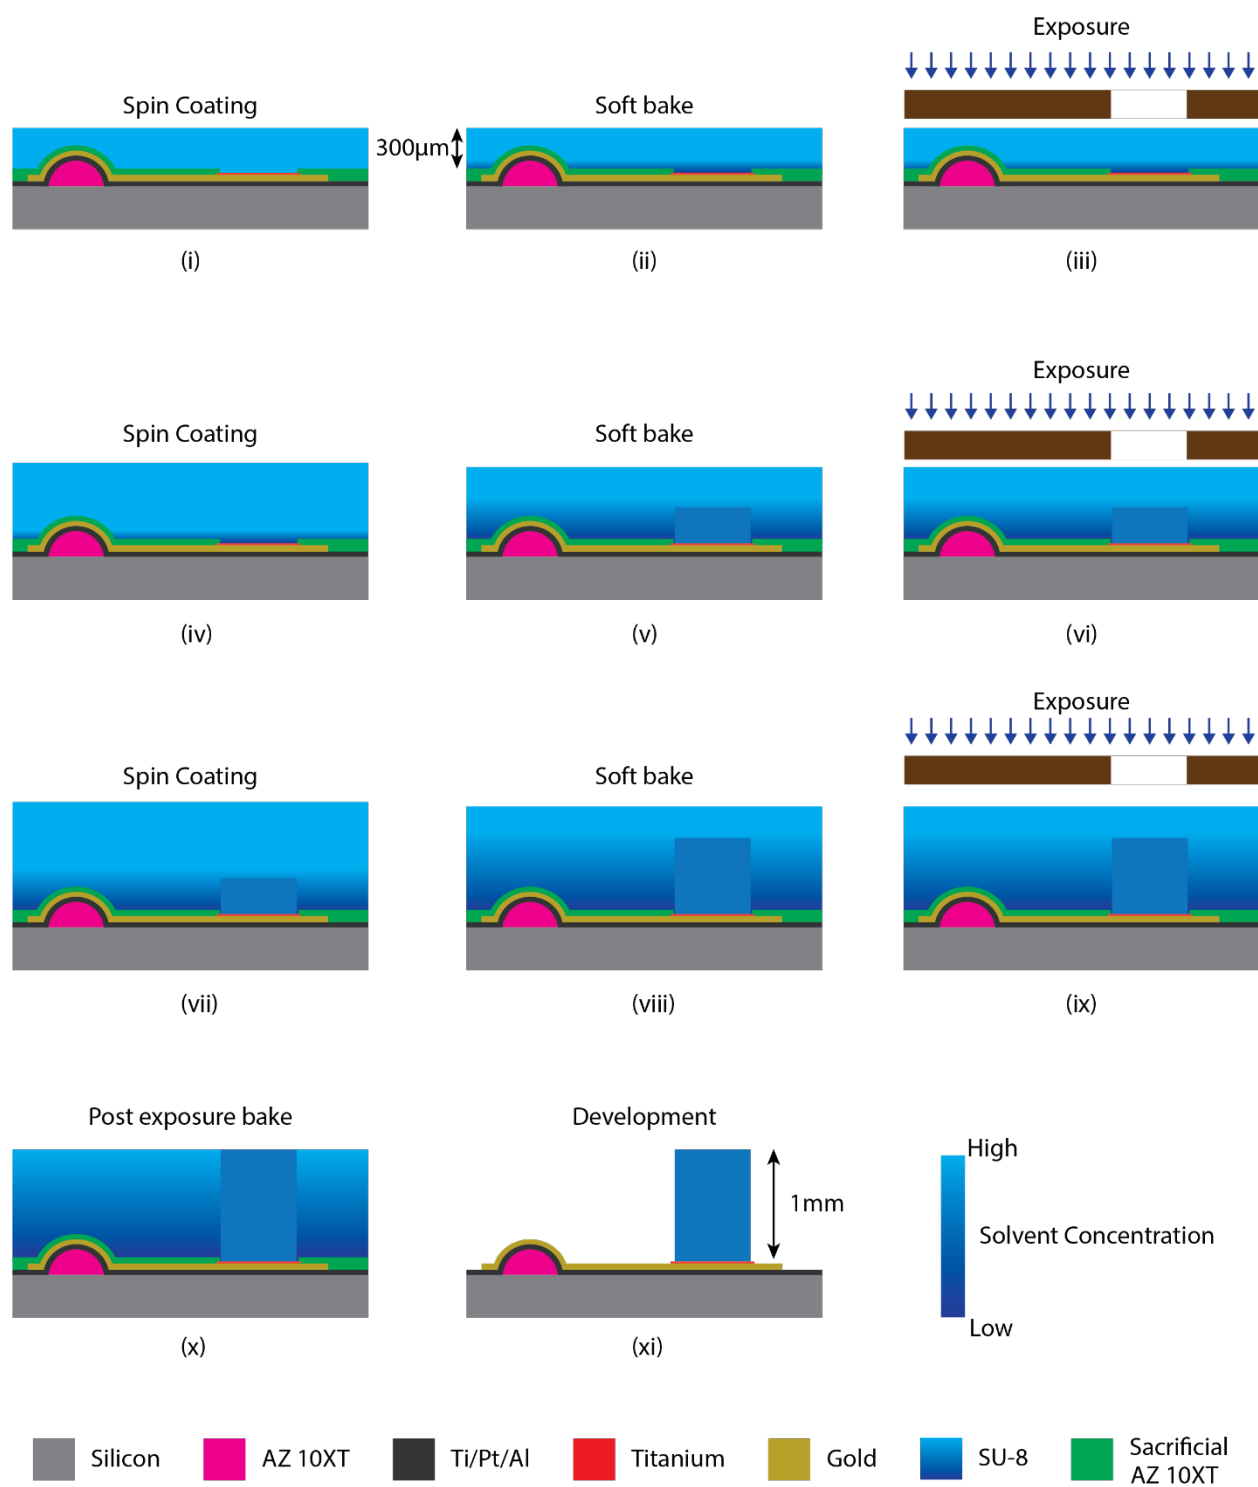 Exposure
Spin Coating
Soft bake
300µm
(i)
(ii)
(iii)
Exposure
Spin Coating
Soft bake
(iv)
(v)
(vi)
Exposure
Spin Coating
Soft bake
(vii)
(viii)
(ix)
Post exposure bake
Development
High
1mm
Solvent Concentration
Low
(x)
(xi)
Silicon
AZ 10XT
Ti/Pt/Al
Titanium
Gold
SU-8
Sacrificial
AZ 10XT